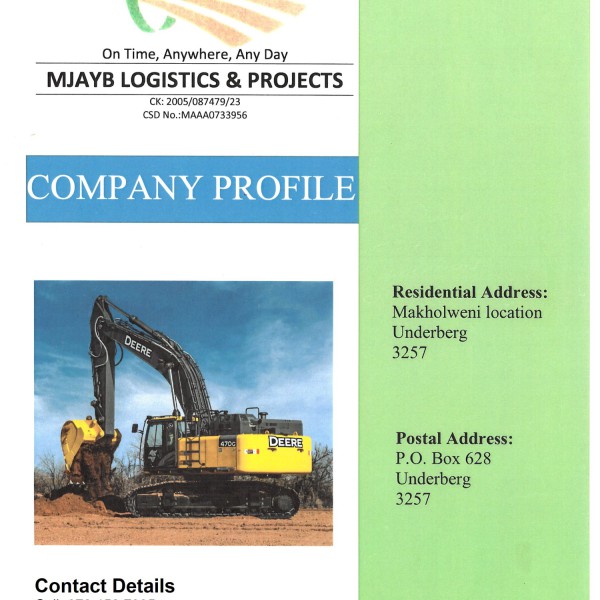 On Time, Anywhere, Any Day
MJAYB LOGISTICS & PROJECTS
CK: 2005/087479/23
CSD No.:MAAA0733956
COMPANY PROFILE
DEERE
470G
DEERE
Residential Address:
Makholweni location
Underberg
3257
Postal Address:
P.O. Box 628
Underberg
3257
Contact Details